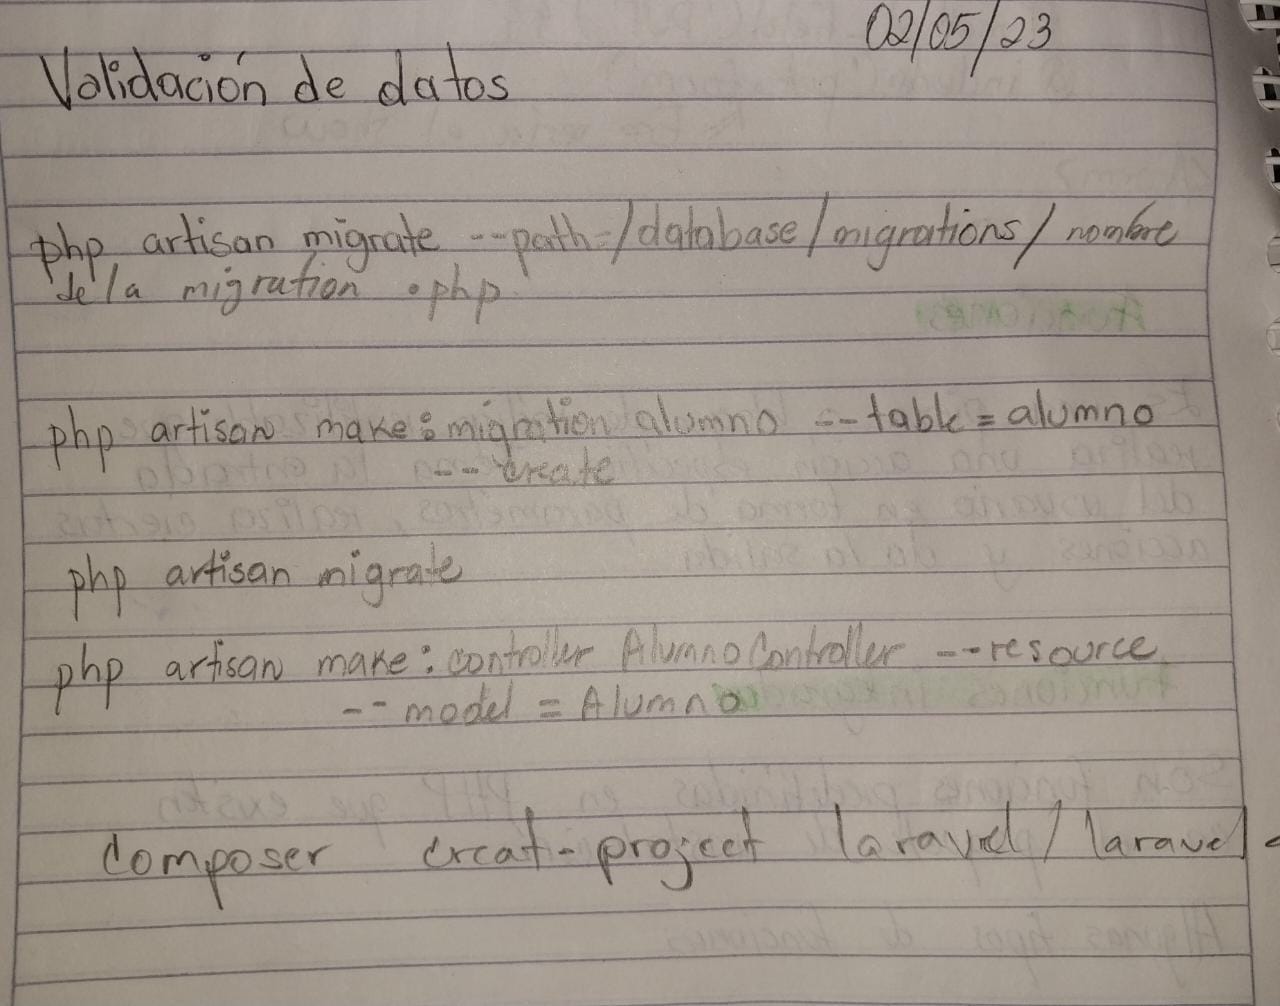 02/05/23
Validación de datos
php artisan migrate --path=/database/migrations/nombre
de la migration .php
php artisan make:migration alumno --table=alumno
--create
php artisan migrate
php artisan make:controller AlumnoController --resource
--model=Alumno
composer creat-project laravel/laravel